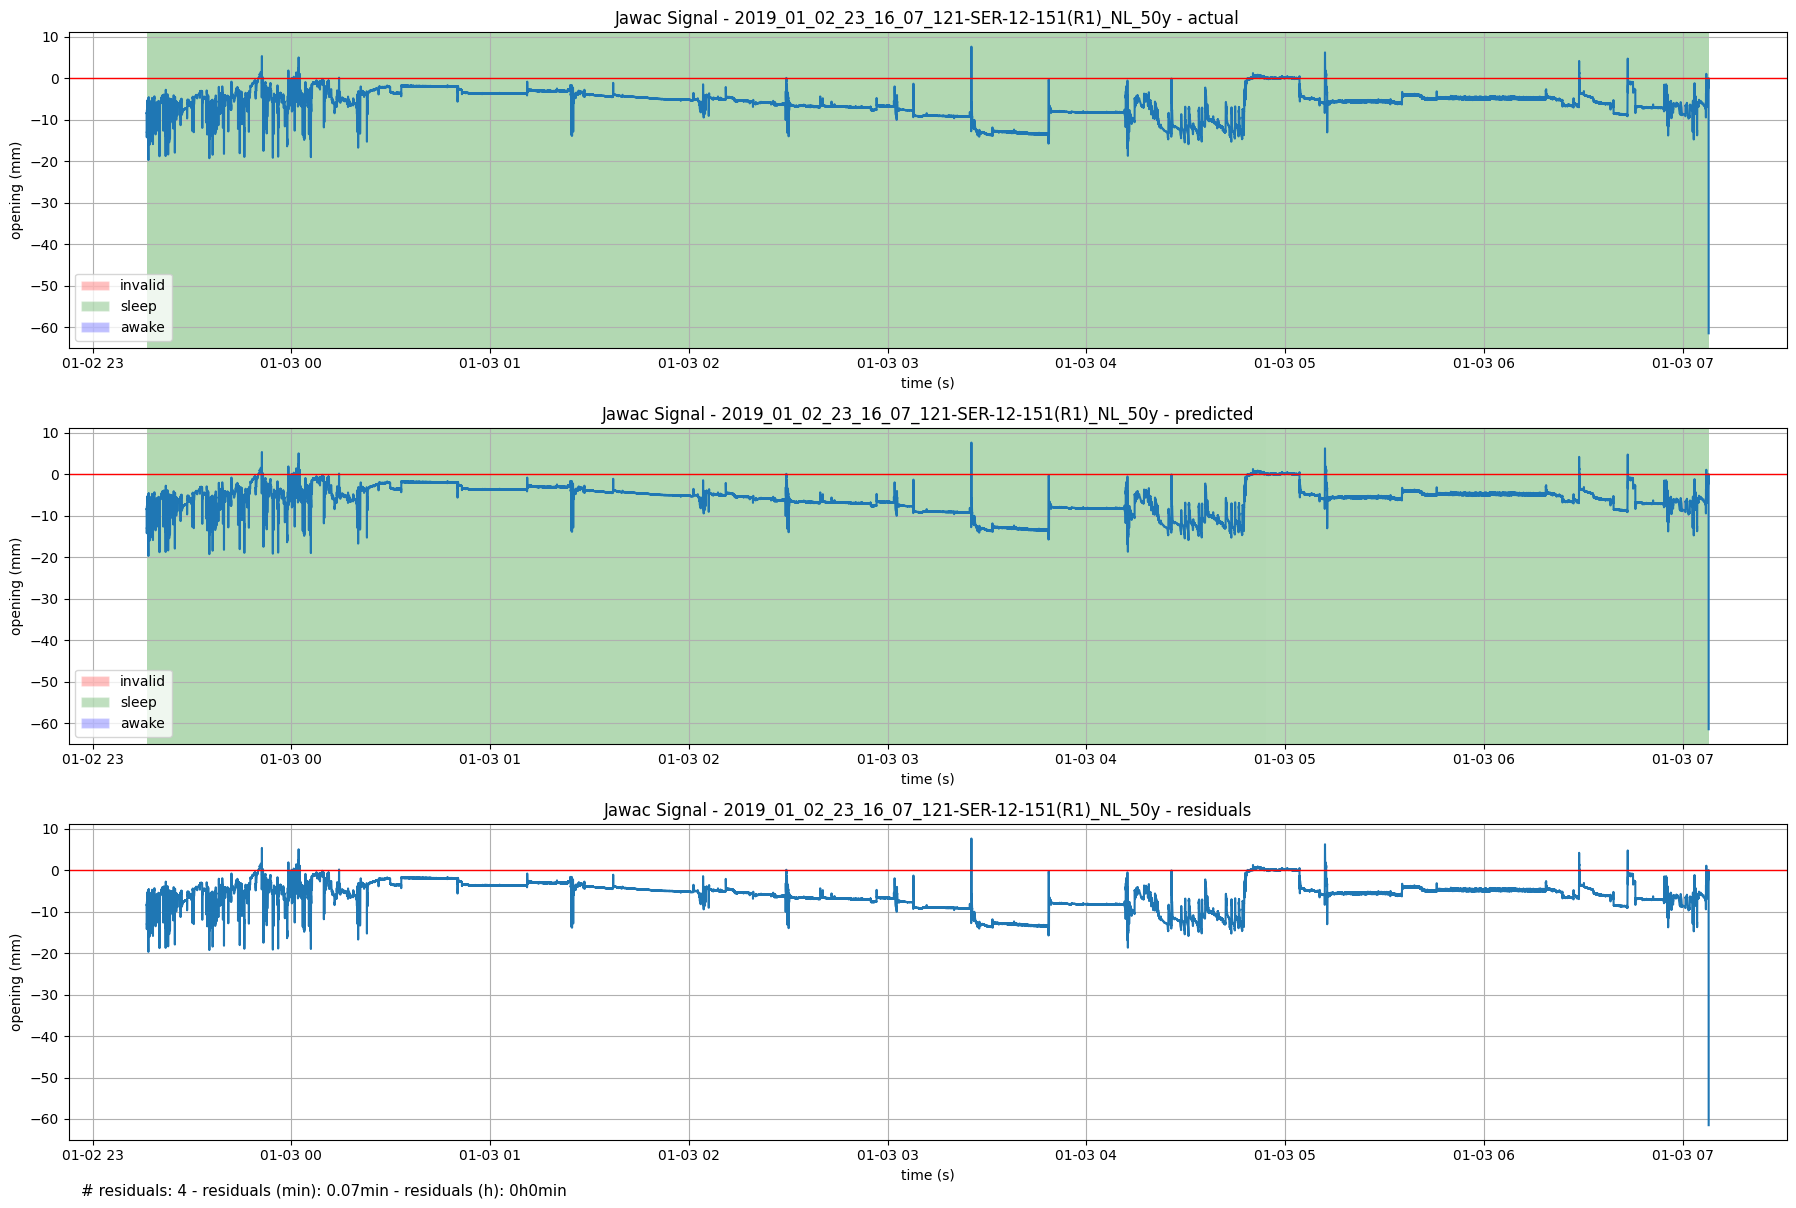 Jawac Signal - 2019_01_02_23_16_07_121-SER-12-151(R1)_NL_50y - actual
10
0
−10
−20
−30
−40
−50
−60
opening (mm)
invalid
sleep
awake
01-02 23 01-03 00 01-03 01 01-03 02 01-03 03 01-03 04 01-03 05 01-03 06 01-03 07
time (s)
Jawac Signal - 2019_01_02_23_16_07_121-SER-12-151(R1)_NL_50y - predicted
10
0
−10
−20
−30
−40
−50
−60
opening (mm)
invalid
sleep
awake
01-02 23 01-03 00 01-03 01 01-03 02 01-03 03 01-03 04 01-03 05 01-03 06 01-03 07
time (s)
Jawac Signal - 2019_01_02_23_16_07_121-SER-12-151(R1)_NL_50y - residuals
10
0
−10
−20
−30
−40
−50
−60
opening (mm)
01-02 23 01-03 00 01-03 01 01-03 02 01-03 03 01-03 04 01-03 05 01-03 06 01-03 07
time (s)
# residuals: 4 - residuals (min): 0.07min - residuals (h): 0h0min